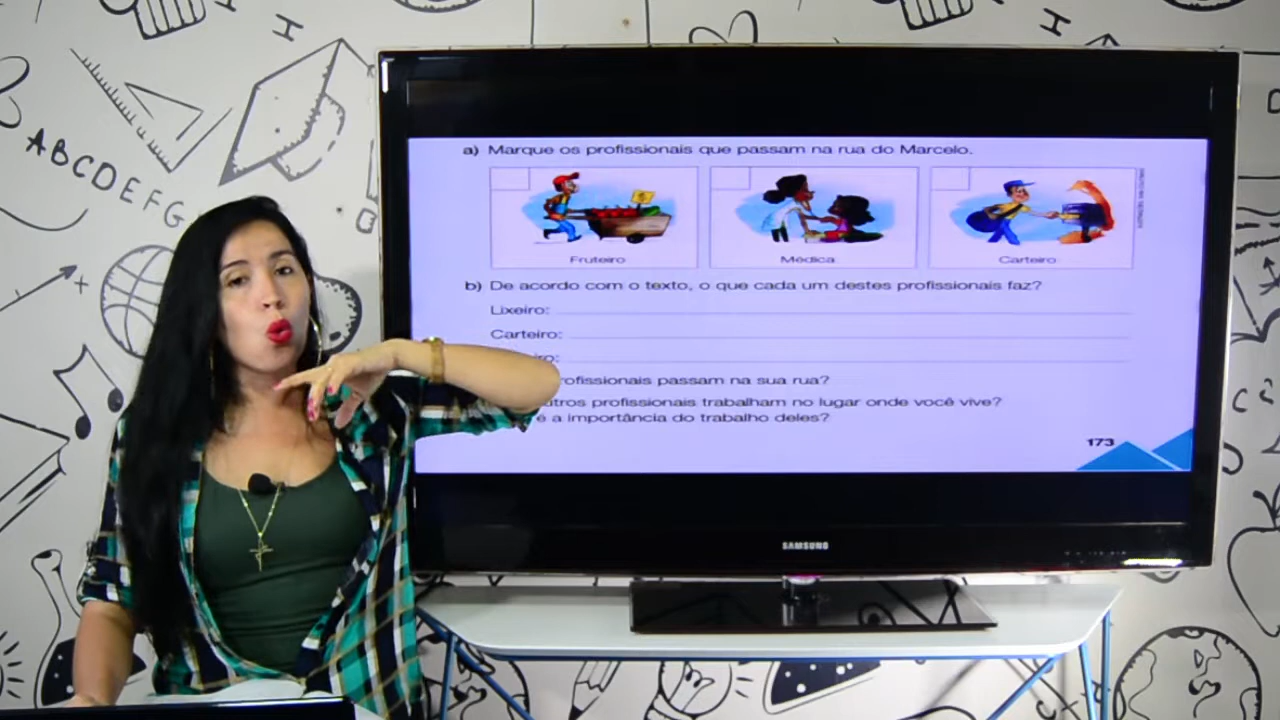 ABCDEFG
a) Marque os profissionais que passam na rua do Marcelo.
Fruteiro
Médica
Carteiro
b) De acordo com o texto, o que cada um destes profissionais faz?
Lixeiro:
Carteiro:
rofissionais passam na sua rua?
utros profissionais trabalham no lugar onde você vive?
é a importância do trabalho deles?
173
SAMSUNG